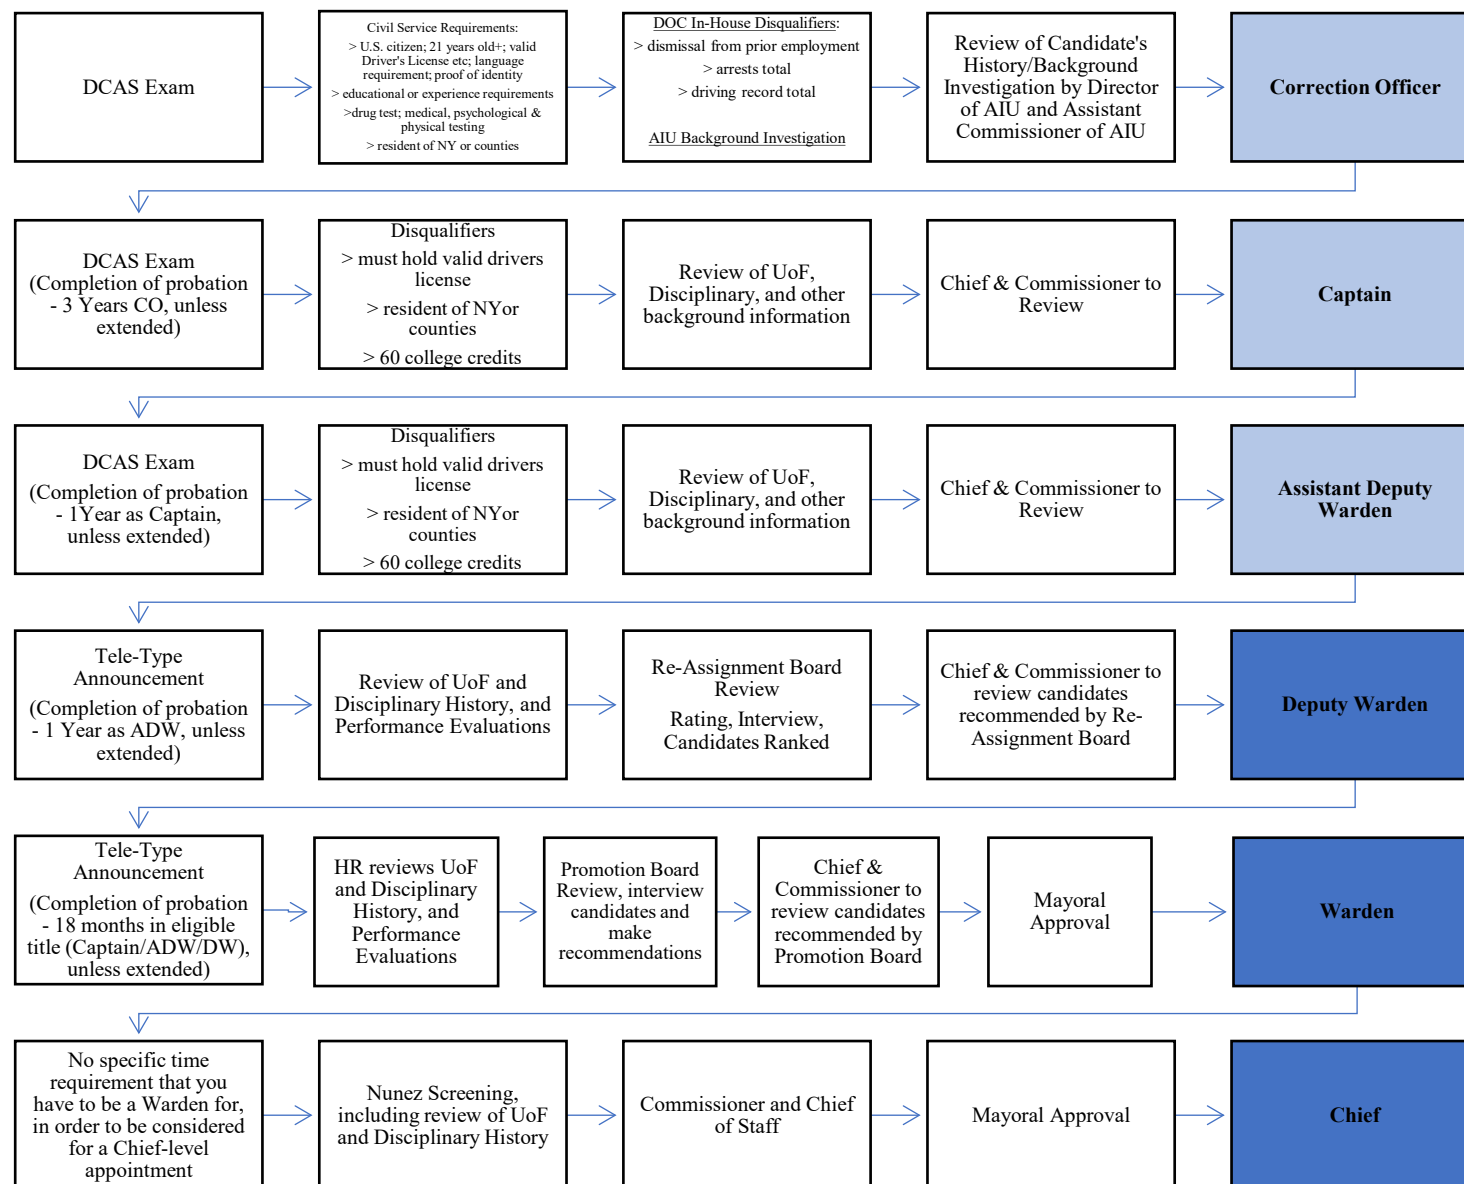 DCAS Exam
Civil Service Requirements:
> U.S. citizen; 21 years old+; valid
Driver's License etc; language
requirement; proof of identity
> educational or experience requirements
>drug test; medical, psychological &
physical testing
> resident of NY or counties
DOC In-House Disqualifiers:
> dismissal from prior employment
> arrests total
> driving record total
AIU Background Investigation
Review of Candidate's
History/Background
Investigation by Director
of AIU and Assistant
Commissioner of AIU
Correction Officer
DCAS Exam
(Completion of probation
- 3 Years CO, unless
extended)
Disqualifiers
> must hold valid drivers
license
> resident of NYor
counties
> 60 college credits
Review of UoF,
Disciplinary, and other
background information
Chief & Commissioner to
Review
Captain
DCAS Exam
(Completion of probation
- 1Year as Captain,
unless extended)
Disqualifiers
> must hold valid drivers
license
> resident of NYor
counties
> 60 college credits
Review of UoF,
Disciplinary, and other
background information
Chief & Commissioner to
Review
Assistant Deputy
Warden
Tele-Type
Announcement
(Completion of probation
- 1 Year as ADW, unless
extended)
Review of UoF and
Disciplinary History, and
Performance Evaluations
Re-Assignment Board
Review
Rating, Interview,
Candidates Ranked
Chief & Commissioner to
review candidates
recommended by Re-
Assignment Board
Deputy Warden
Tele-Type
Announcement
(Completion of probation
- 18 months in eligible
title (Captain/ADW/DW),
unless extended)
HR reviews UoF
and Disciplinary
History, and
Performance
Evaluations
Promotion Board
Review, interview
candidates and
make
recommendations
Chief &
Commissioner to
review candidates
recommended by
Promotion Board
Mayoral
Approval
Warden
No specific time
requirement that you
have to be a Warden for,
in order to be considered
for a Chief-level
appointment
Nunez Screening,
including review of UoF
and Disciplinary History
Commissioner and Chief
of Staff
Mayoral Approval
Chief